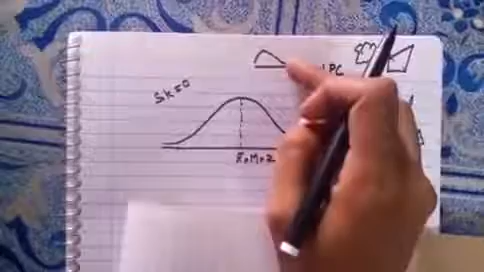 PC
Sk=0
x̄, M, Z